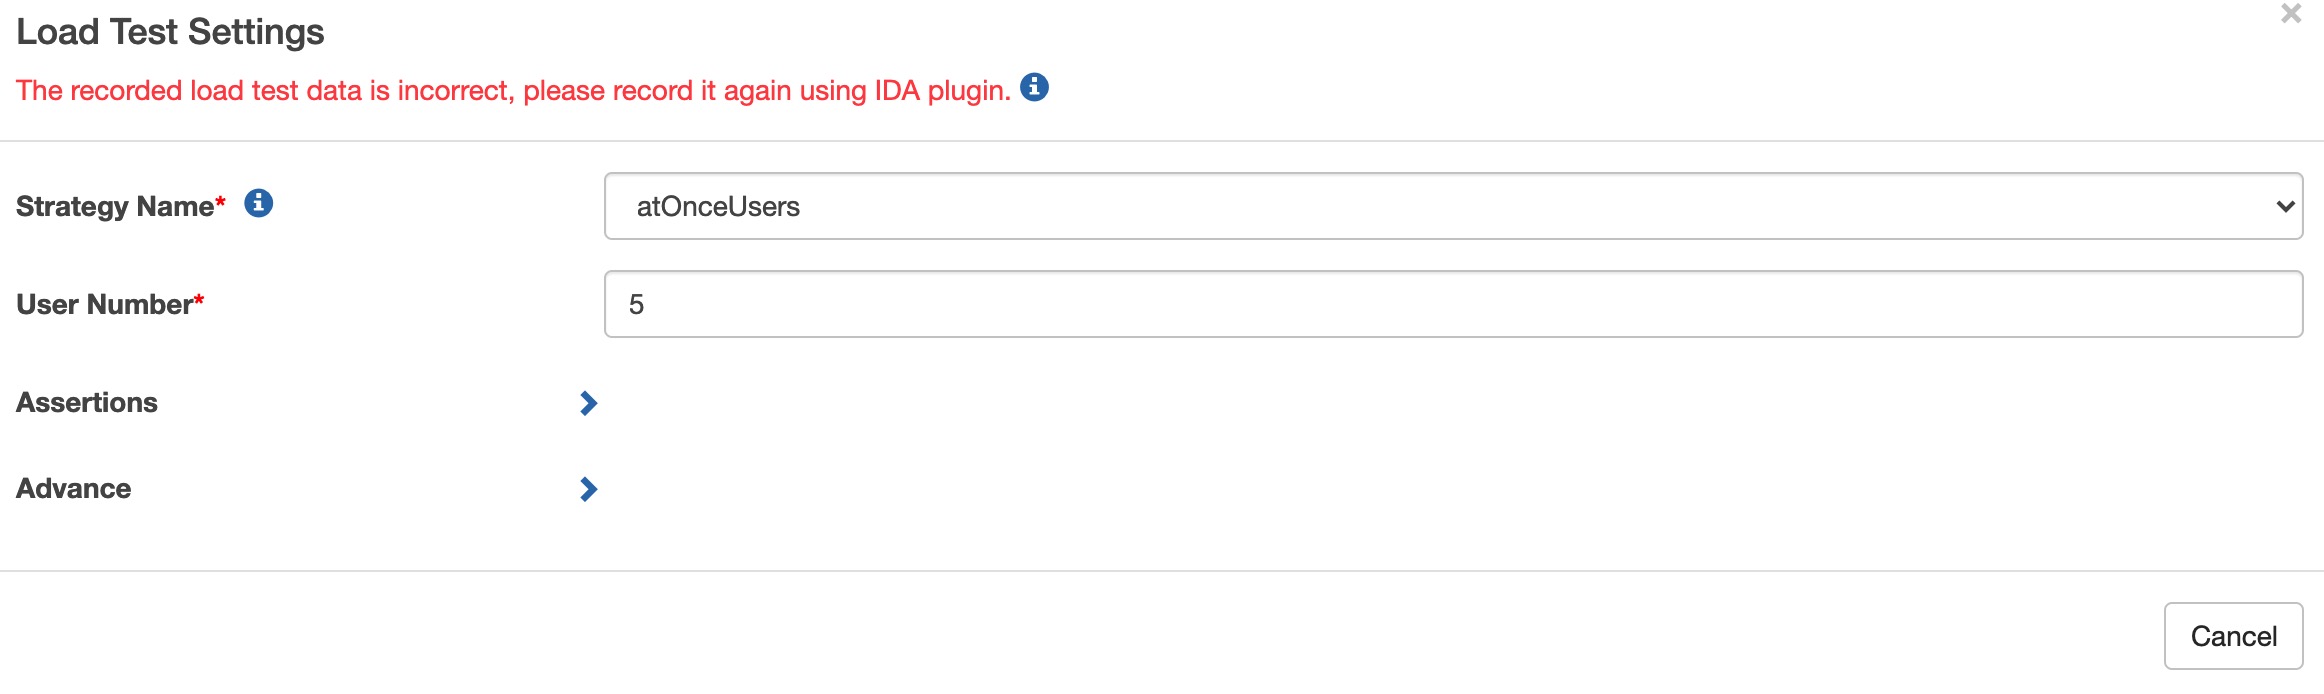 Load Test Settings
The recorded load test data is incorrect, please record it again using IDA plugin.
Strategy Name*
atOnceUsers
User Number*
5
Assertions
Advance
Cancel